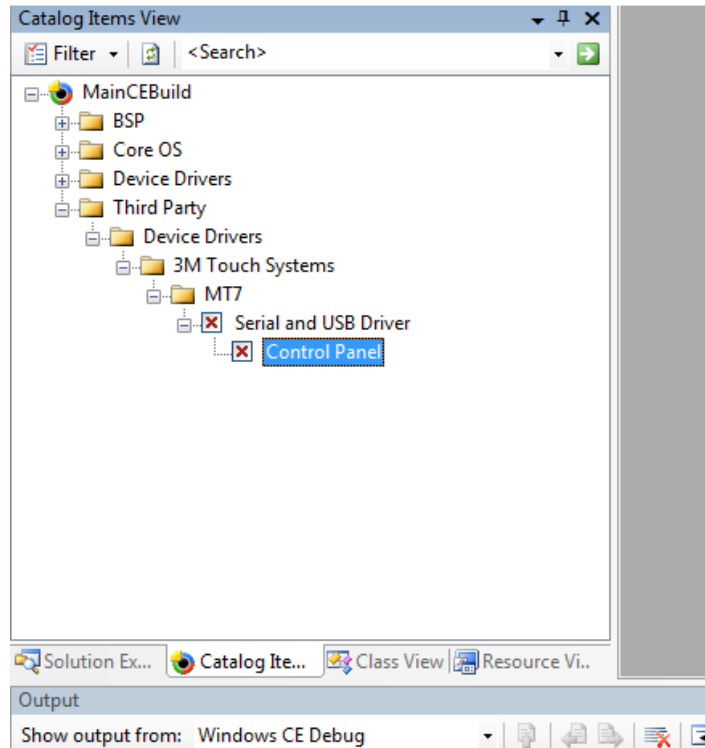 Catalog Items View
Filter <Search>
MainCEBuild
BSP
Core OS
Device Drivers
Third Party
Device Drivers
3M Touch Systems
MT7
Serial and USB Driver
Control Panel
Solution Ex... Catalog Ite... Class View Resource Vi..
Output
Show output from: Windows CE Debug